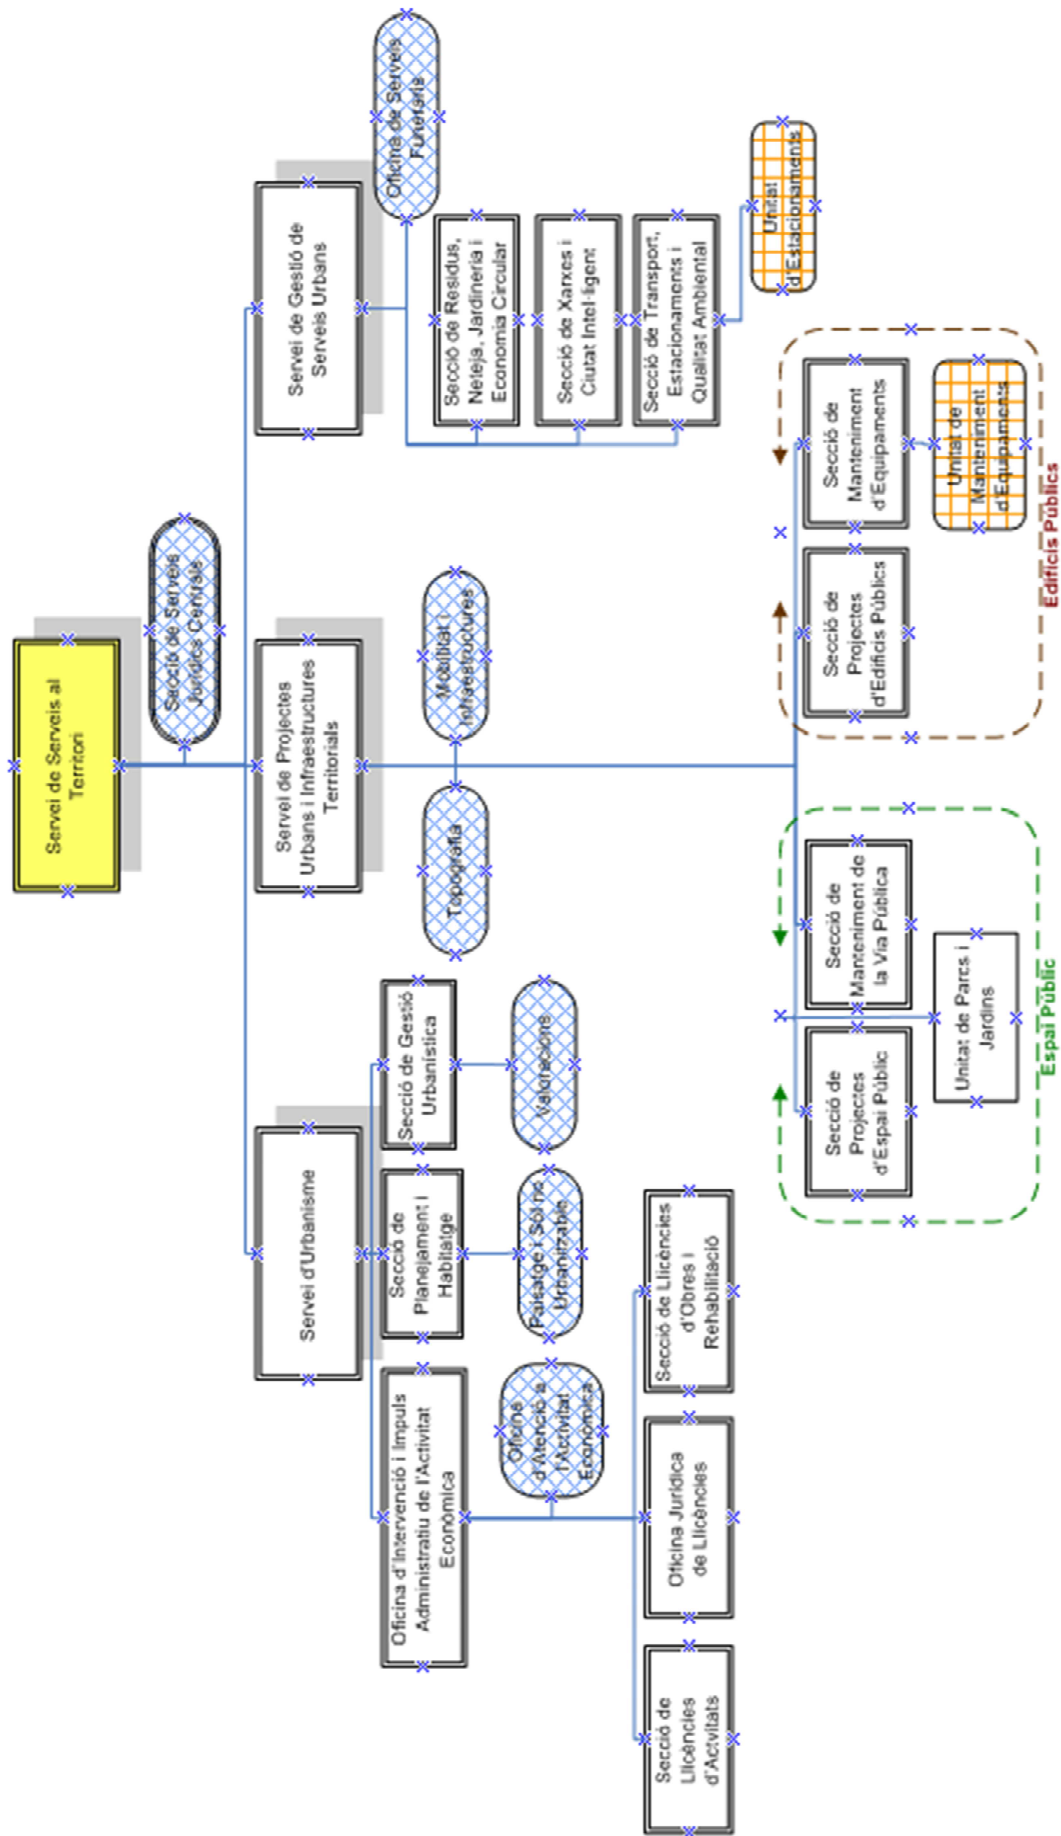 Servei de Serveis al
Territori
Secció de Serveis
Jurídics Centrals
Servei d'Urbanisme
Servei de Projectes
Urbans i Infraestructures
Territorials
Servei de Gestió de
Serveis Urbans
Oficina de Serveis
Funeraris
Oficina d'Intervenció i Impuls
Administratiu de l'Activitat
Econòmica
Secció de
Planejament i
Habitatge
Secció de Gestió
Urbanística
Topografia
Mobilitat i
Infraestructures
Secció de Residus,
Neteja, Jardineria i
Economia Circular
Oficina
d'Atenció a
l'Activitat
Econòmica
Paisatge i Sòl no
Urbanitzable
Valoracions
Secció de Xarxes i
Ciutat Intel·ligent
Secció de
Llicències
d'Actvitats
Oficina Jurídica
de Llicències
Secció de Llicències
d'Obres i
Rehabilitació
Secció de Transport,
Estacionaments i
Qualitat Ambiental
Unitat
d'Estacionaments
Secció de
Projectes
d'Espai Públic
Secció de
Manteniment de
la Via Pública
Secció de
Projectes
d'Edificis Públics
Secció de
Manteniment
d'Equipaments
Unitat de Parcs i
Jardins
Unitat de
Manteniment
d'Equipaments
Espai Públic
Edificis Públics